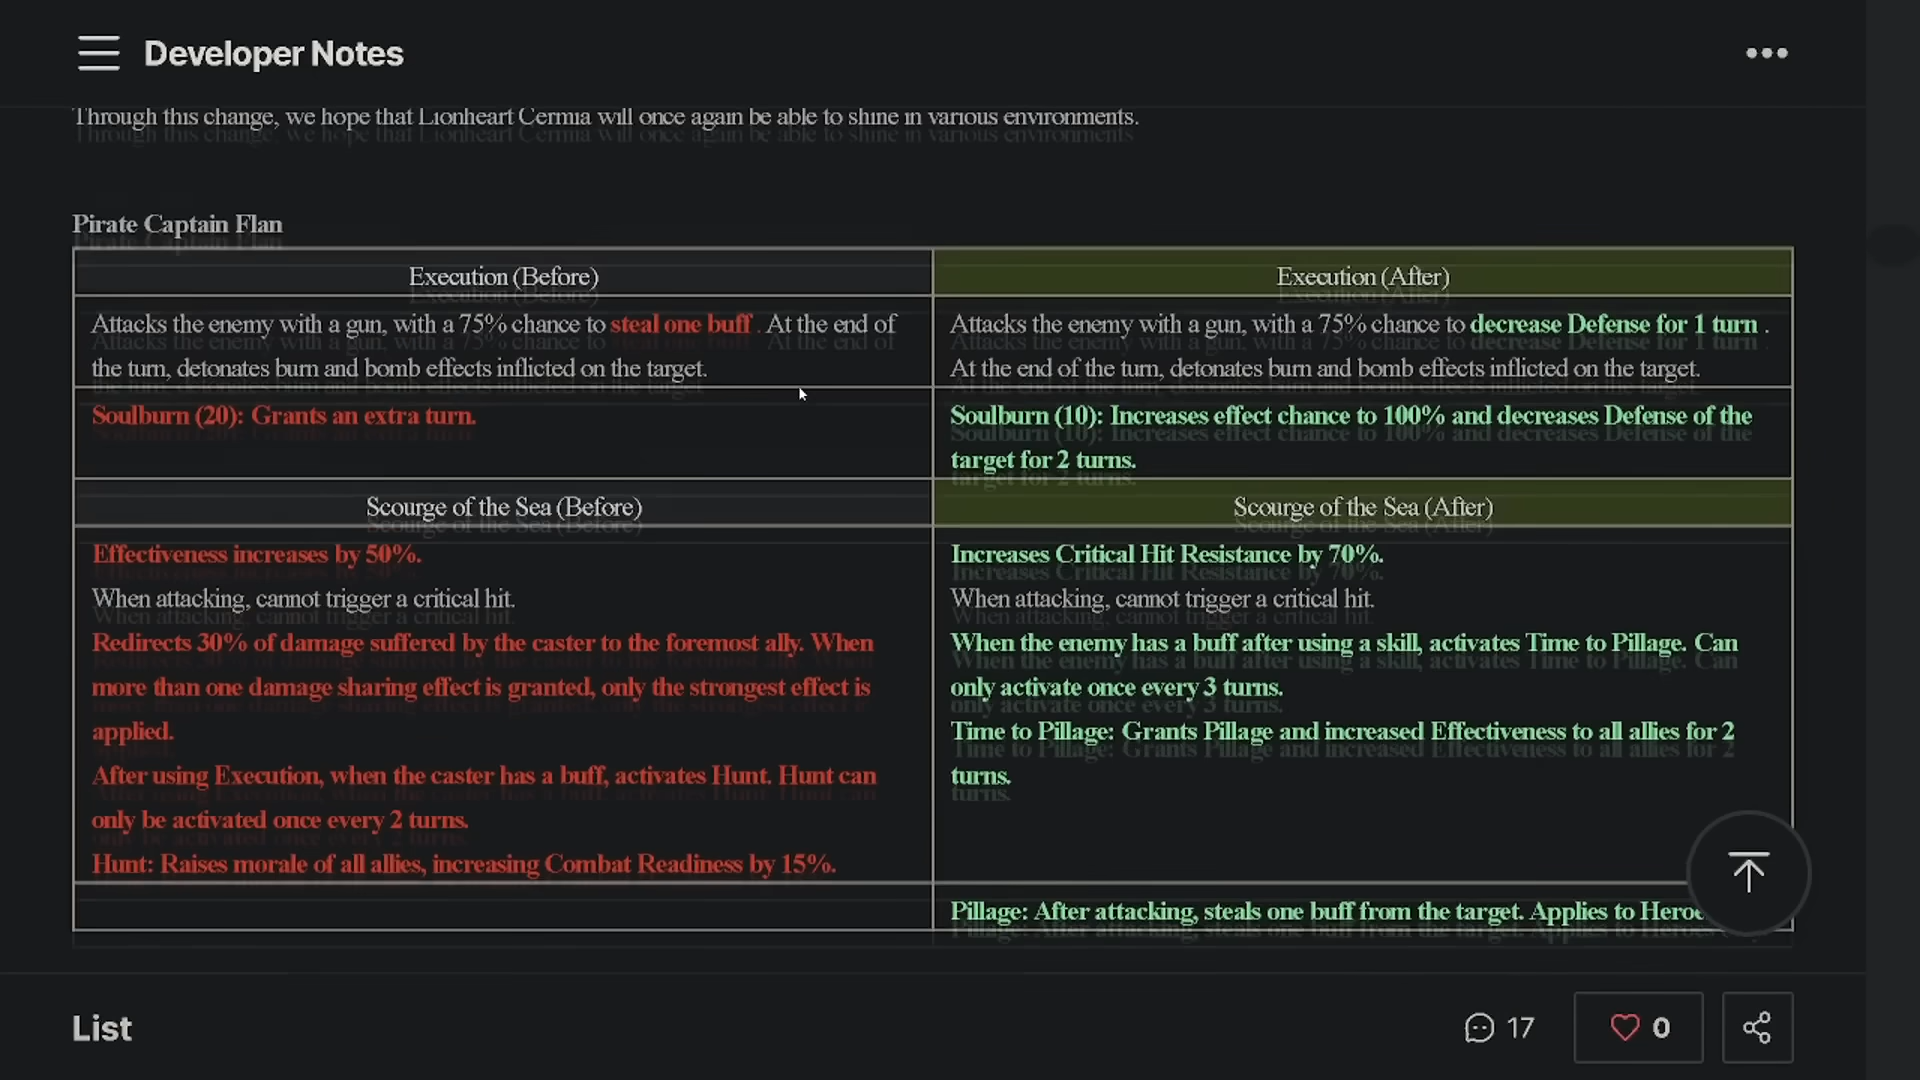 Developer Notes
Through this change, we hope that Lionheart Cermia will once again be able to shine in various environments.
Pirate Captain Flan
Execution (Before)
Execution (After)
Attacks the enemy with a gun, with a 75% chance to steal one buff . At the end of
the turn, detonates burn and bomb effects inflicted on the target.
Attacks the enemy with a gun, with a 75% chance to decrease Defense for 1 turn .
At the end of the turn, detonates burn and bomb effects inflicted on the target.
Soulburn (20): Grants an extra turn.
Soulburn (10): Increases effect chance to 100% and decreases Defense of the
target for 2 turns.
Scourge of the Sea (Before)
Scourge of the Sea (After)
Effectiveness increases by 50%.
When attacking, cannot trigger a critical hit.
Redirects 30% of damage suffered by the caster to the foremost ally. When
more than one damage sharing effect is granted, only the strongest effect is
applied.
After using Execution, when the caster has a buff, activates Hunt. Hunt can
only be activated once every 2 turns.
Hunt: Raises morale of all allies, increasing Combat Readiness by 15%.
Increases Critical Hit Resistance by 70%.
When attacking, cannot trigger a critical hit.
When the enemy has a buff after using a skill, activates Time to Pillage. Can
only activate once every 3 turns.
Time to Pillage: Grants Pillage and increased Effectiveness to all allies for 2
turns.
Pillage: After attacking, steals one buff from the target. Applies to
List
17
0